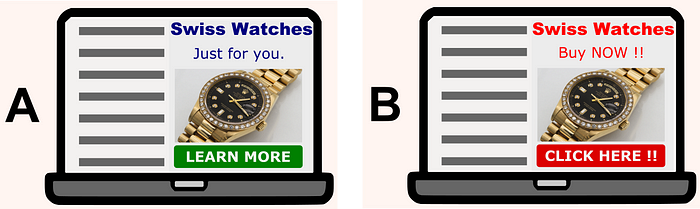 A
Swiss Watches
Just for you.
LEARN MORE
B
Swiss Watches
Buy NOW !!
CLICK HERE !!